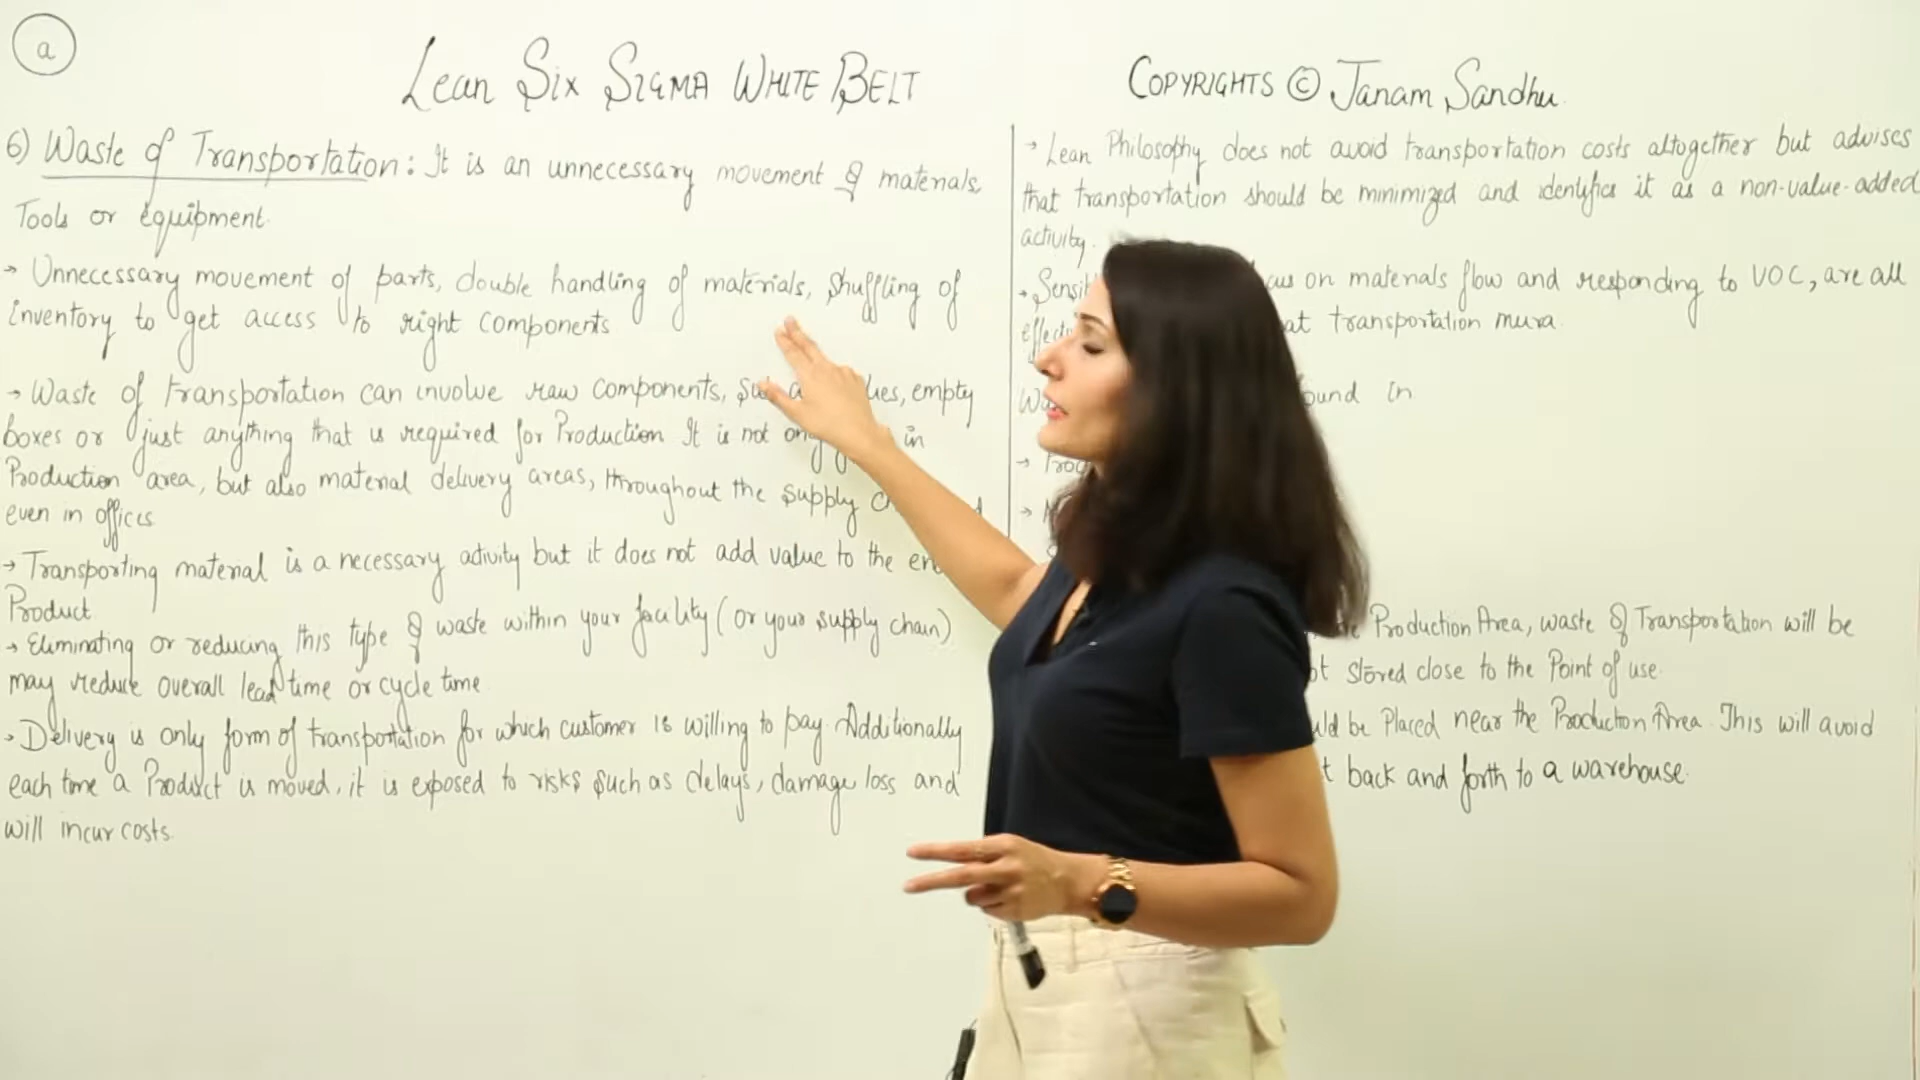 a
Lean Six SIGMA WHITE BELT
COPYRIGHTS © Janam Sandhu
6) Waste of Transportation: It is an unnecessary movement of materials,
Tools or equipment.
→ Unnecessary movement of parts, double handling of materials, shuffling of
inventory to get access to right components
→ Waste of transportation can involve raw components, empty
boxes or just anything that is required for Production It is not in
Production area, but also material delivery areas, throughout the supply
even in offices
→ Transporting material is a necessary activity but it does not add value to the
Product
→ Eliminating or reducing this type of waste within your facility (or your supply chain)
may reduce overall lead time or cycle time
→ Delivery is only form of transportation for which customer is willing to pay. Additionally
each time a Product is moved, it is exposed to risks such as delays, damage loss and
will incur costs.
→ Lean Philosophy does not avoid transportation costs altogether but advises
that transportation should be minimized and identifies it as a non-value-added
activity.
on materials flow and responding to VOC, are all
transportation mura.
in
→
→
Production Area, waste of Transportation will be
stored close to the Point of use.
be Placed near the Production Area. This will avoid
back and forth to a warehouse.